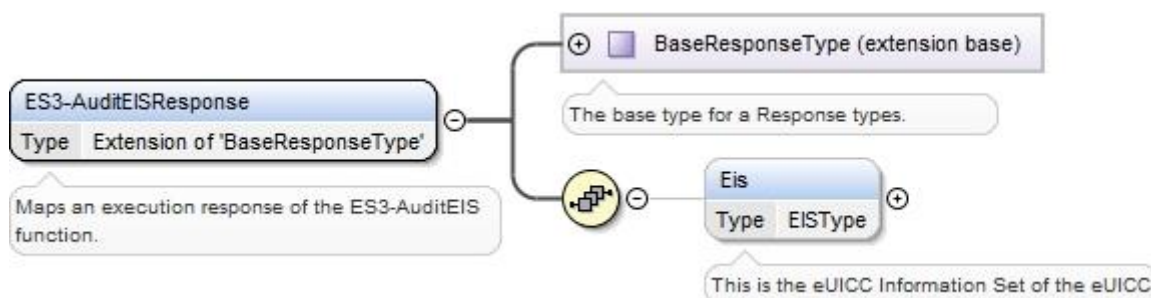 BaseResponseType (extension base)
The base type for a Response types.
ES3-AuditEISResponse
Type Extension of 'BaseResponseType'
Maps an execution response of the ES3-AuditEIS
function.
Eis
Type EISType
This is the eUICC Information Set of the eUICC